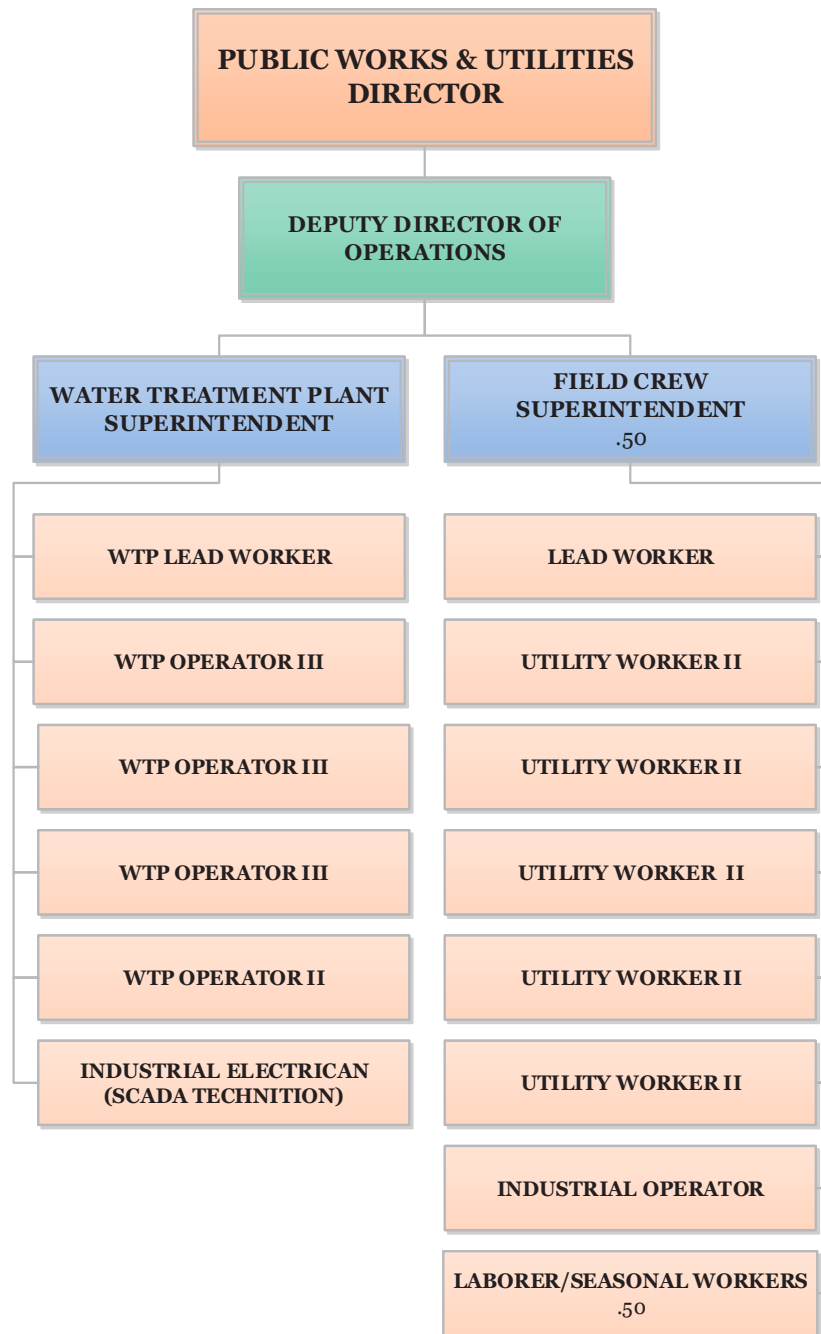 PUBLIC WORKS & UTILITIES
DIRECTOR
DEPUTY DIRECTOR OF
OPERATIONS
WATER TREATMENT PLANT
SUPERINTENDENT
FIELD CREW
SUPERINTENDENT
.50
WTP LEAD WORKER
WTP OPERATOR III
WTP OPERATOR III
WTP OPERATOR III
WTP OPERATOR II
INDUSTRIAL ELECTRICAN
(SCADA TECHNITION)
LEAD WORKER
UTILITY WORKER II
UTILITY WORKER II
UTILITY WORKER II
UTILITY WORKER II
UTILITY WORKER II
INDUSTRIAL OPERATOR
LABORER/SEASONAL WORKERS
.50